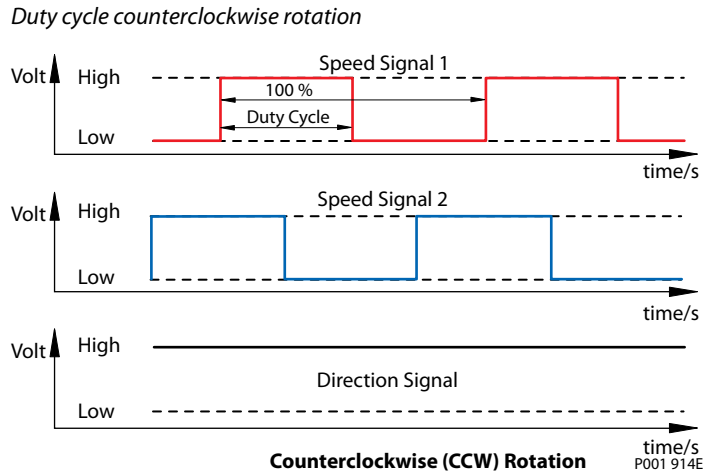 Duty cycle counterclockwise rotation
Volt High Speed Signal 1
100 %
Duty Cycle
Low
time/s
Volt High Speed Signal 2
Low
time/s
Volt High
Direction Signal
Low
time/s
Counterclockwise (CCW) Rotation P001 914E